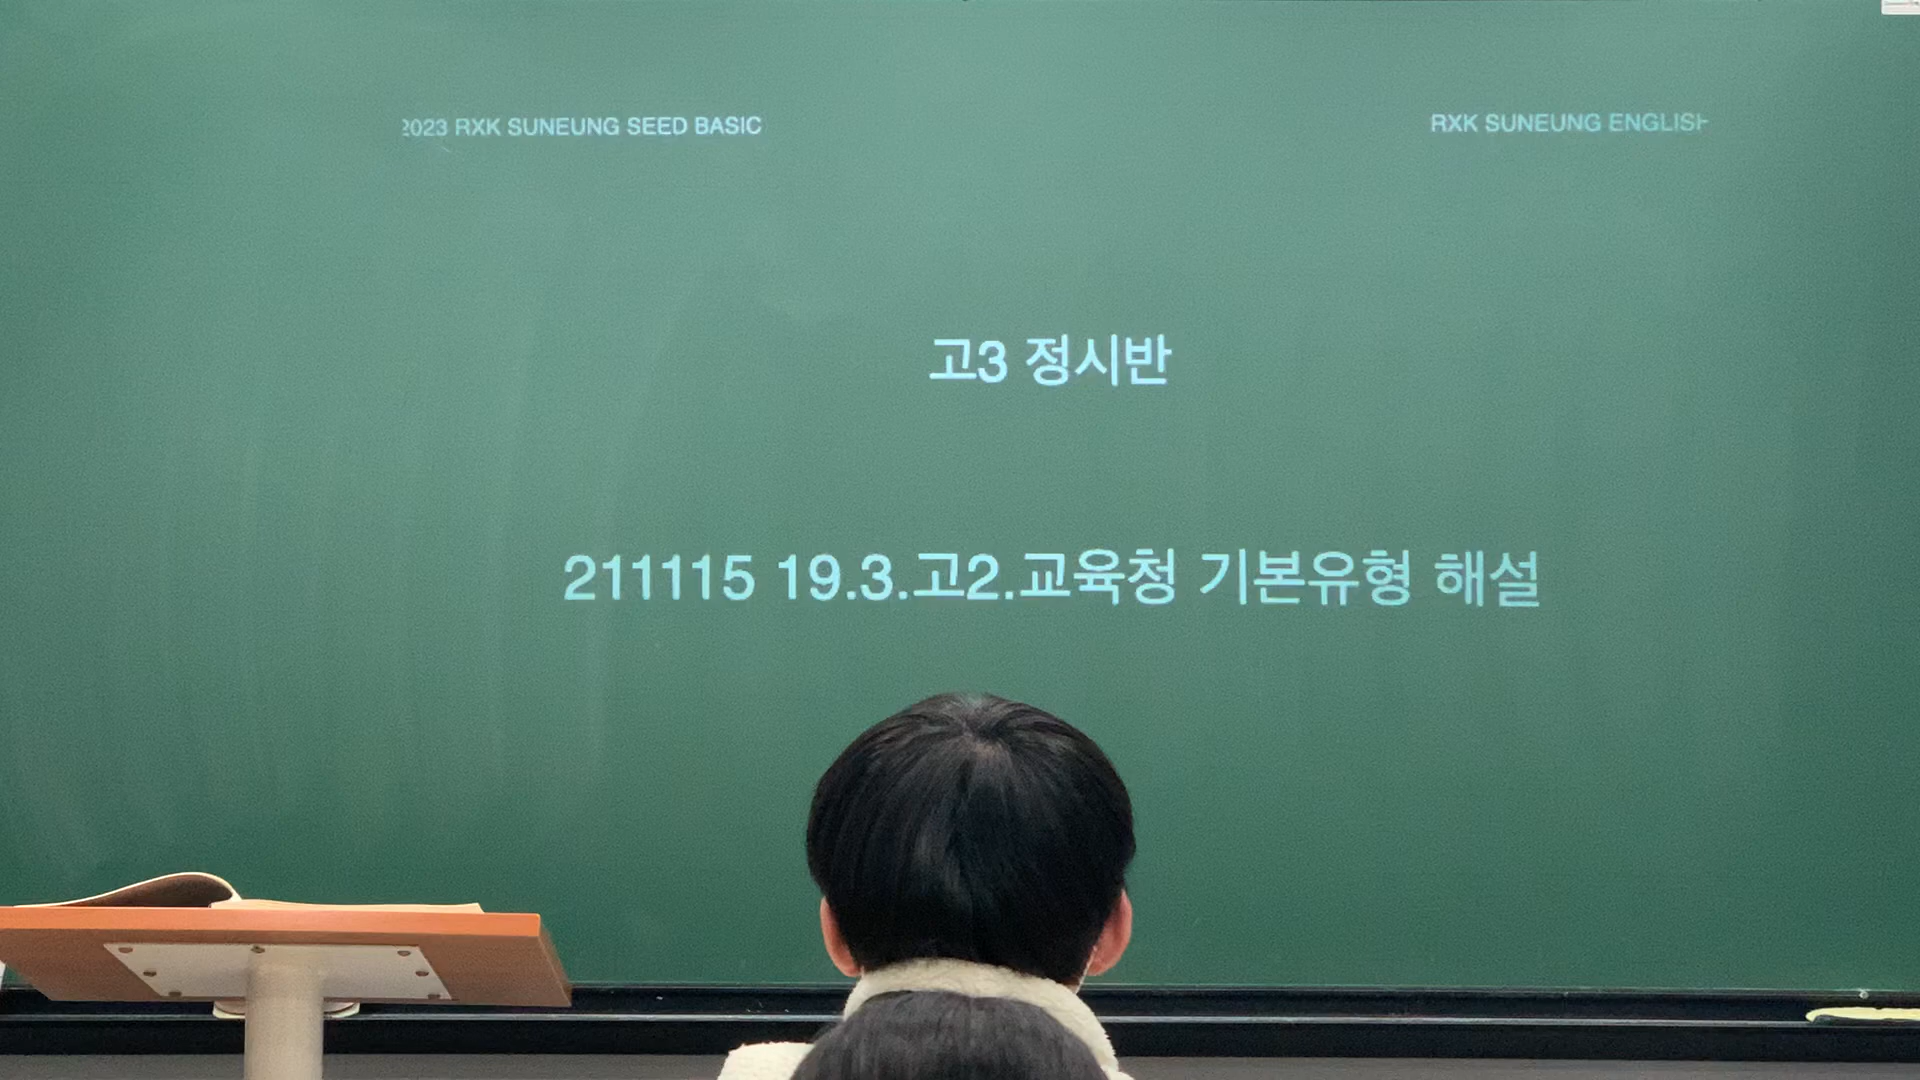 2023 RXK SUNEUNG SEED BASIC
RXK SUNEUNG ENGLISH
고3 정시반
211115 19.3.고2.교육청 기본유형 해설